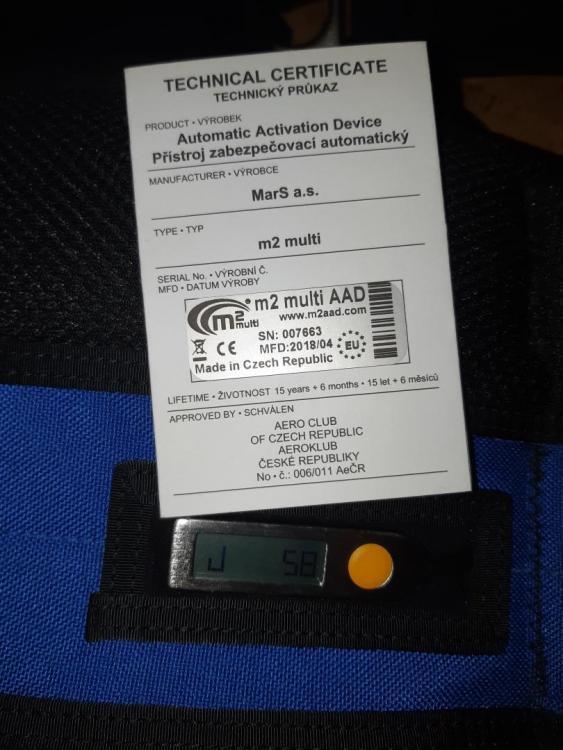 TECHNICAL CERTIFICATE
TECHNICKÝ PRŮKAZ
PRODUCT • VÝROBEK
Automatic Activation Device
Přístroj zabezpečovací automatický
MANUFACTURER • VÝROBCE
MarS a.s.
TYPE • TYP
m2 multi
SERIAL No. • VÝROBNÍ Č.
MFD • DATUM VÝROBY
m2 multi
m2 multi AAD
www.m2aad.com
SN: 007663
CE MFD:2018/04 EU
Made in Czech Republic
LIFETIME • ŽIVOTNOST 15 years + 6 months • 15 let + 6 měsíců
APPROVED BY • SCHVÁLEN
AERO CLUB
OF CZECH REPUBLIC
AEROKLUB
ČESKÉ REPUBLIKY
No • č.: 006/011 AeČR
J 58